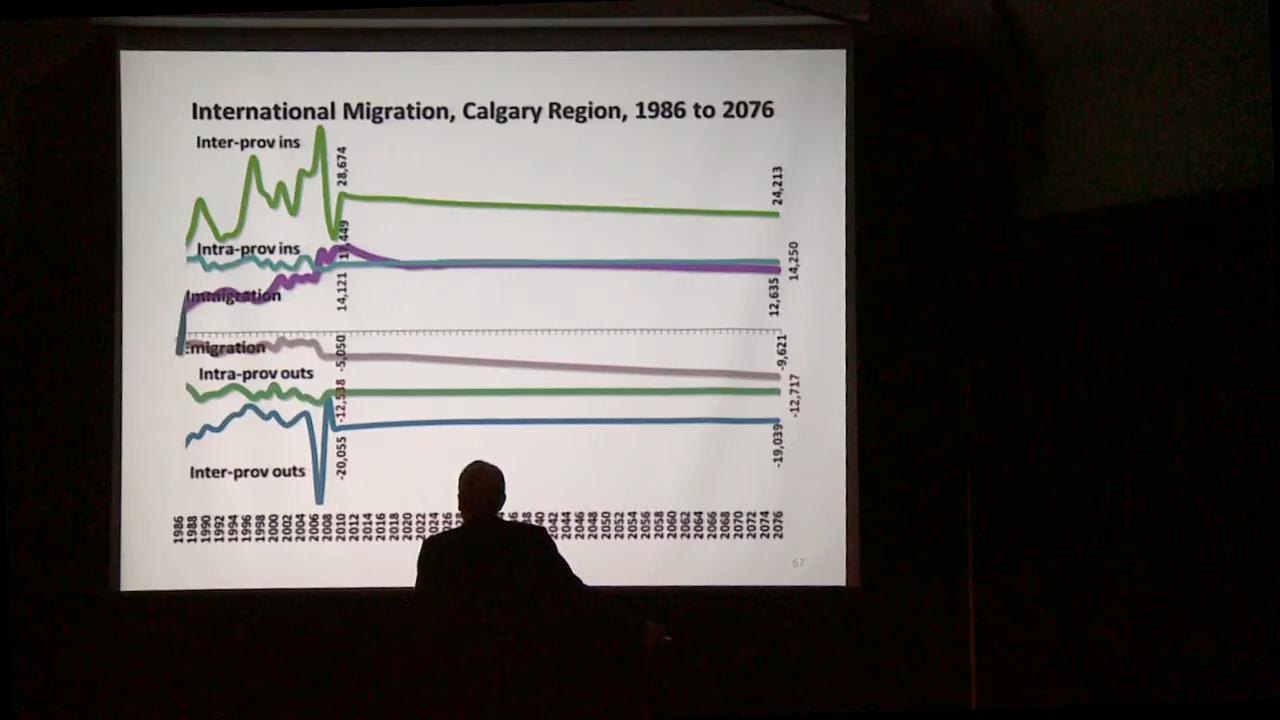 International Migration, Calgary Region, 1986 to 2076
Inter-prov ins
28,674
24,213
Intra-prov ins
14,250
Immigration
14,121
12,635
-5,050
-9,621
Intra-prov outs
-12,538
-12,717
Inter-prov outs
-20,055
-19,039
1986 1988 1990 1992 1994 1996 1998 2000 2002 2004 2006 2008 2010 2012 2014 2016 2018 2020 2022 2024 2042 2044 2046 2048 2050 2052 2054 2056 2058 2060 2062 2064 2066 2068 2070 2072 2074 2076
67